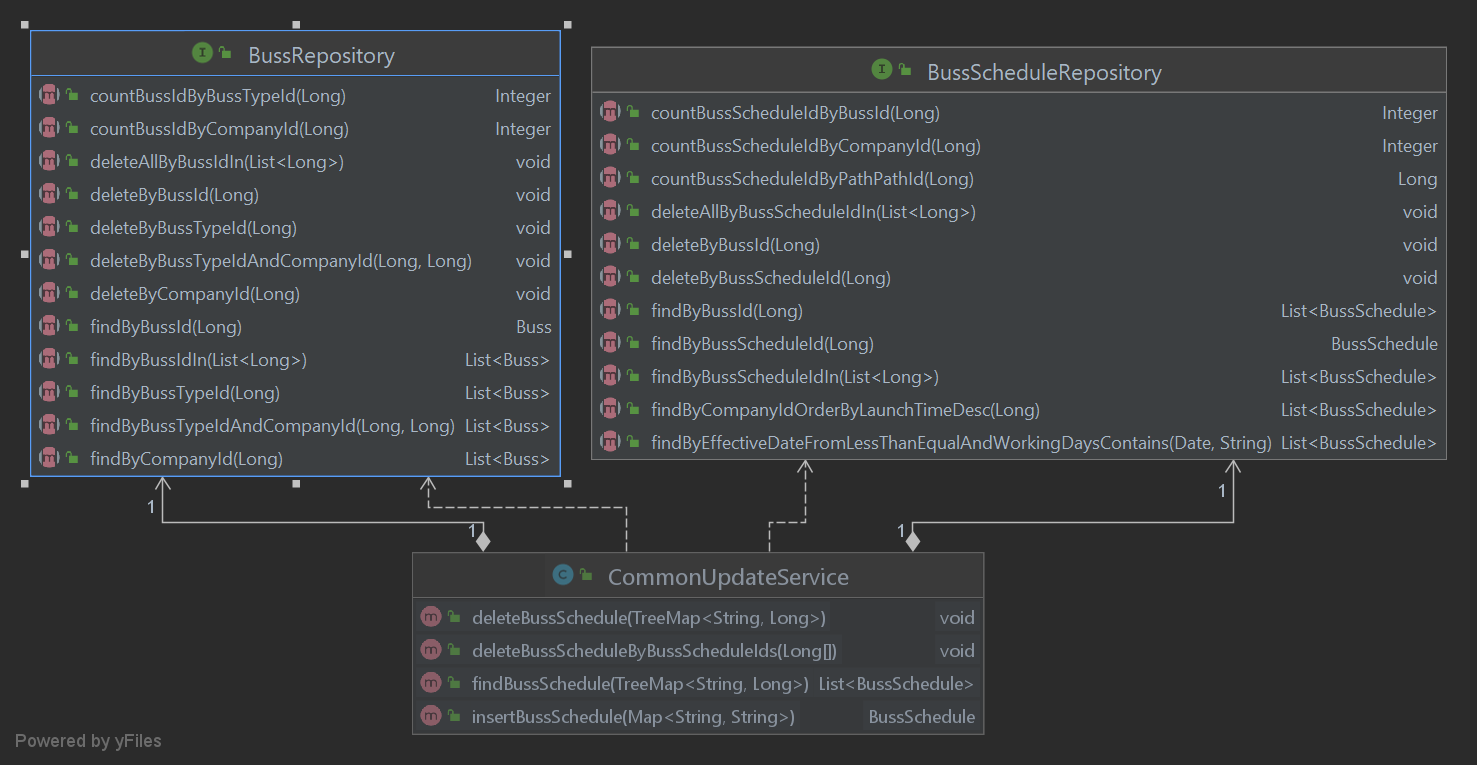 BussRepository
countBussIdByBussTypeId(Long) Integer
countBussIdByCompanyId(Long) Integer
deleteAllByBussIdIn(List<Long>) void
deleteByBussId(Long) void
deleteByBussTypeId(Long) void
deleteByBussTypeIdAndCompanyId(Long, Long) void
deleteByCompanyId(Long) void
findByBussId(Long) Buss
findByBussIdIn(List<Long>) List<Buss>
findByBussTypeId(Long) List<Buss>
findByBussTypeIdAndCompanyId(Long, Long) List<Buss>
findByCompanyId(Long) List<Buss>
BussScheduleRepository
countBussScheduleIdByBussId(Long) Integer
countBussScheduleIdByCompanyId(Long) Integer
countBussScheduleIdByPathPathId(Long) Long
deleteAllByBussScheduleIdIn(List<Long>) void
deleteByBussId(Long) void
deleteByBussScheduleId(Long) void
findByBussId(Long) List<BussSchedule>
findByBussScheduleId(Long) BussSchedule
findByBussScheduleIdIn(List<Long>) List<BussSchedule>
findByCompanyIdOrderByLaunchTimeDesc(Long) List<BussSchedule>
findByEffectiveDateFromLessThanEqualAndWorkingDaysContains(Date, String) List<BussSchedule>
1
1
1
1
CommonUpdateService
deleteBussSchedule(TreeMap<String, Long>) void
deleteBussScheduleByBussScheduleIds(Long[]) void
findBussSchedule(TreeMap<String, Long>) List<BussSchedule>
insertBussSchedule(Map<String, String>) BussSchedule
Powered by yFiles